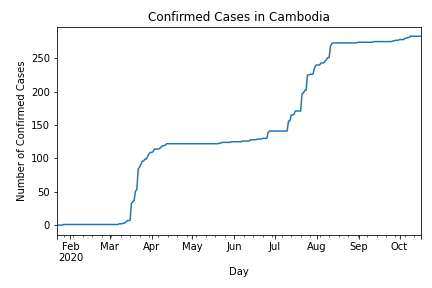 Confirmed Cases in Cambodia
Number of Confirmed Cases
250
200
150
100
50
0
Feb Mar Apr May Jun Jul Aug Sep Oct
2020
Day